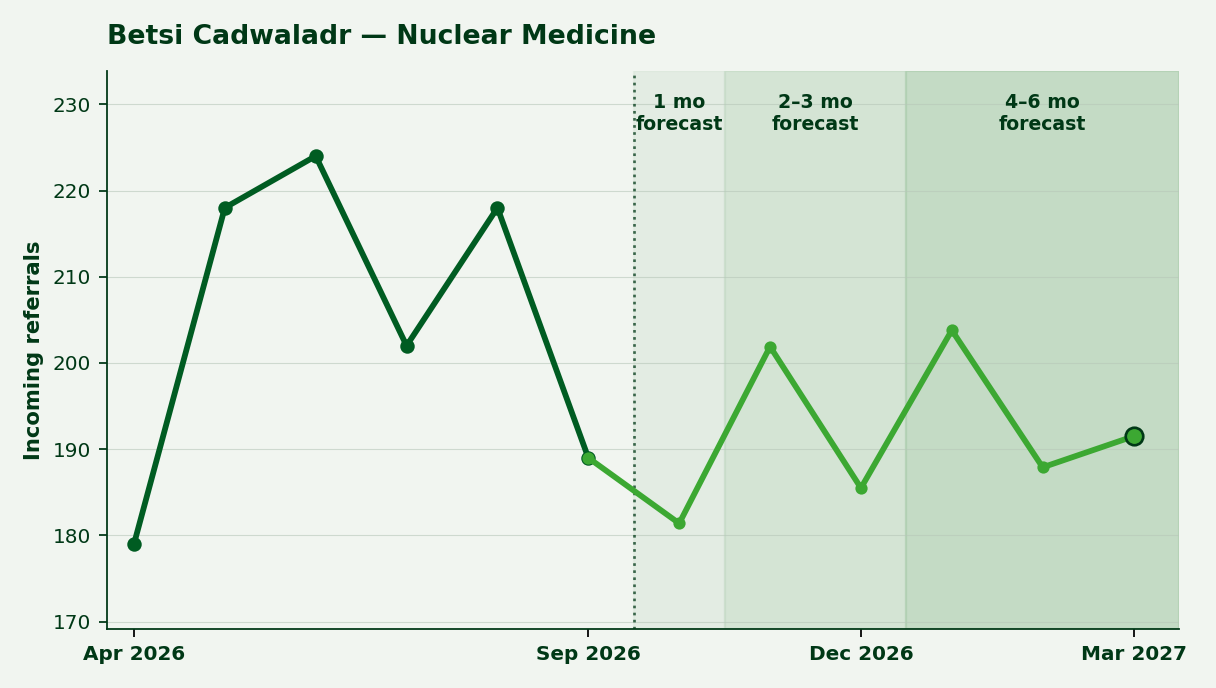 Betsi Cadwaladr — Nuclear Medicine
1 mo
forecast
2–3 mo
forecast
4–6 mo
forecast
Incoming referrals
230
220
210
200
190
180
170
Apr 2026
Sep 2026
Dec 2026
Mar 2027